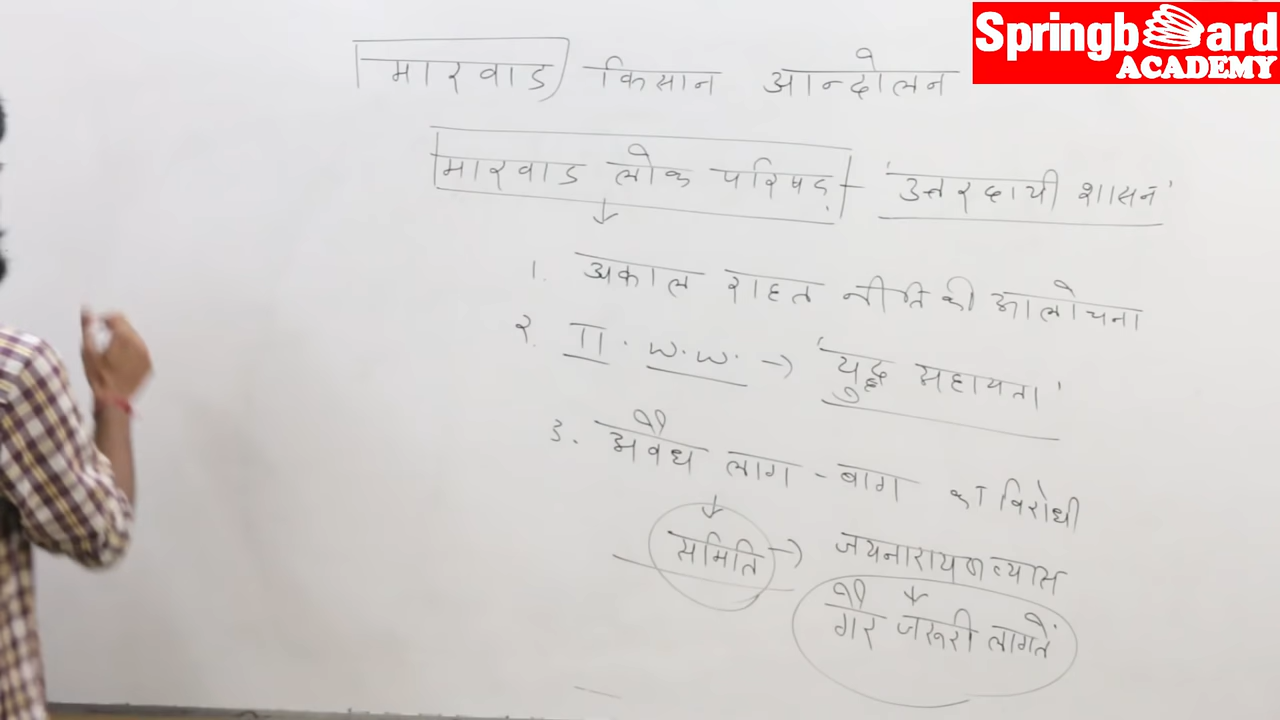 Springboard
ACADEMY
मारवाड किसान आन्दोलन
मारवाड लोक परिषद् - 'उत्तरदायी शासन'
1. अकाल राहत नीति की आलोचना
2. II. W.W. → 'युद्ध सहायता'
3. अवैध लाग - बाग का विरोधी
समिति → जयनारायण व्यास
गैर जरूरी लागतें